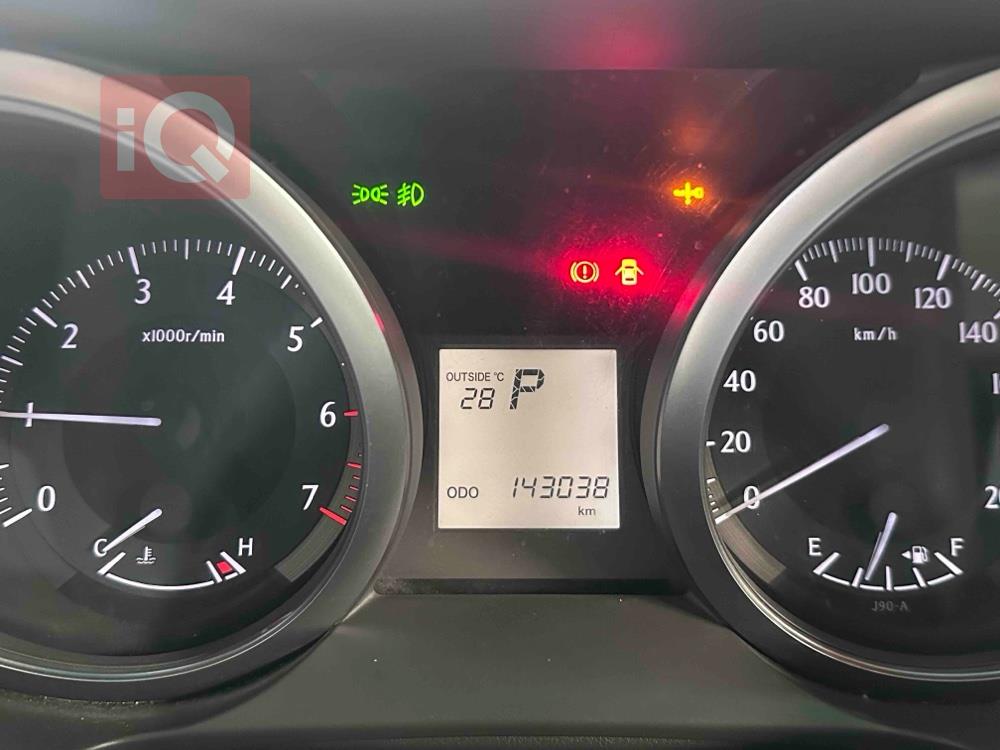 iQ
3 4
80 100 120
2 x1000r/min 5
60 km/h 140
OUTSIDE °C P
28
40
1 6
20
ODO 143038
km
0 7
0
C H
E F
J90-A